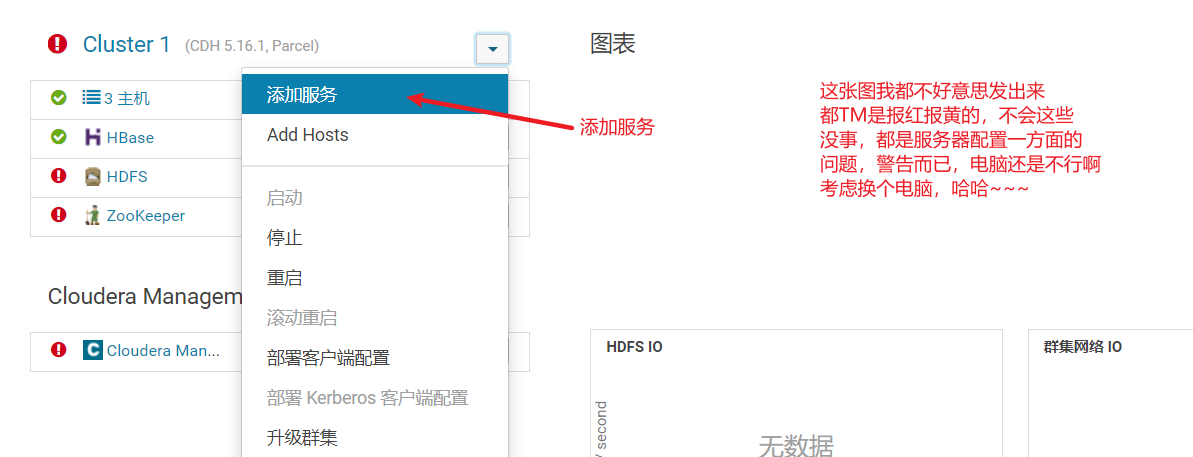 Cluster 1 (CDH 5.16.1, Parcel)
3 主机
HBase
HDFS
ZooKeeper
Cloudera Managem
Cloudera Man...
添加服务
Add Hosts
启动
停止
重启
滚动重启
部署客户端配置
部署 Kerberos 客户端配置
升级群集
添加服务
图表
这张图我都不好意思发出来
都TM是报红报黄的，不会这些
没事，都是服务器配置一方面的
问题，警告而已，电脑还是不行啊
考虑换个电脑，哈哈~~~
HDFS IO
second
无数据
群集网络 IO